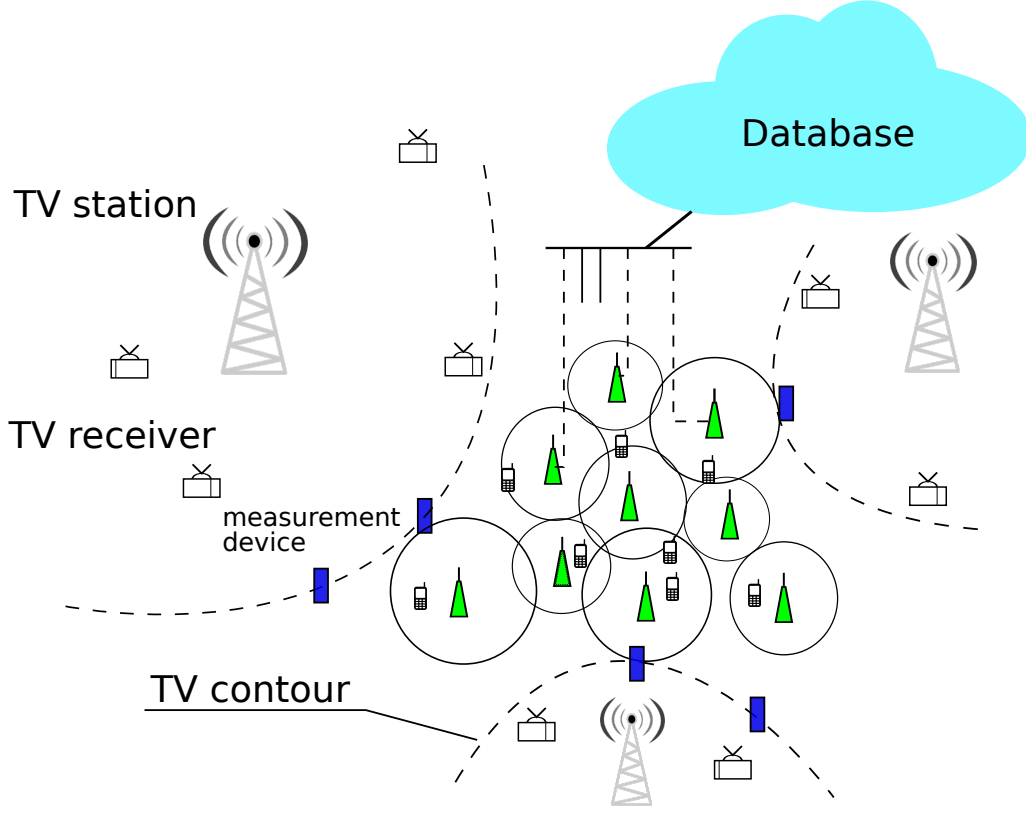 Database
TV station
TV receiver
measurement
device
TV contour